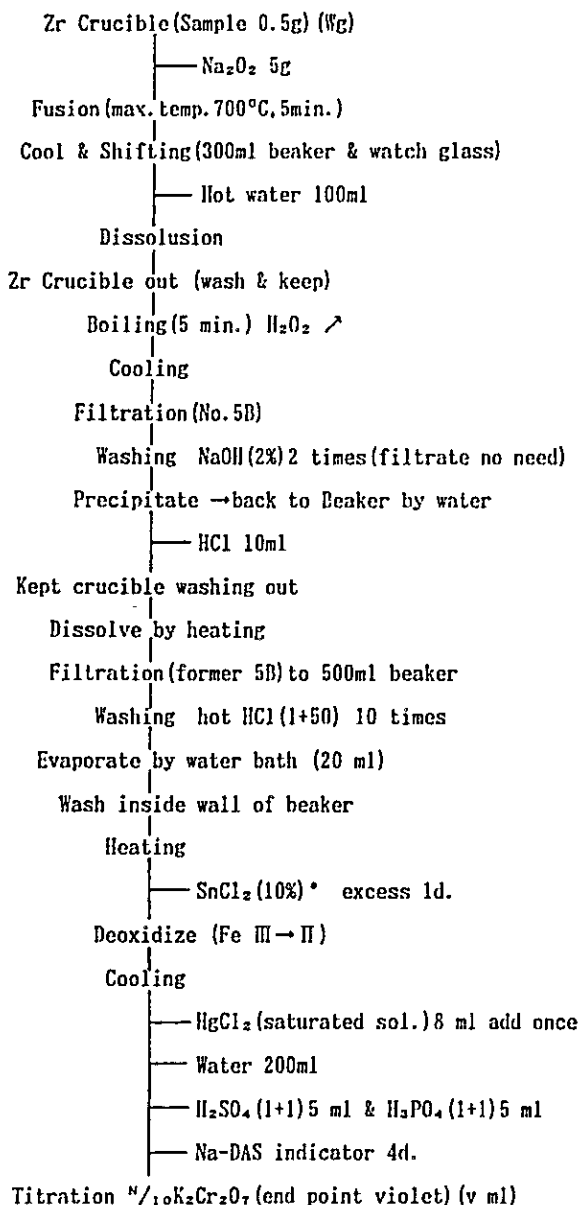 Zr Crucible(Sample 0.5g)(Wg)
Na₂O₂ 5g
Fusion(max.temp.700°C,5min.)
Cool & Shifting(300ml beaker & watch glass)
Hot water 100ml
Dissolusion
Zr Crucible out (wash & keep)
Boiling(5 min.) H₂O₂ ↗
Cooling
Filtration(No.5B)
Washing NaOH(2%)2 times(filtrate no need)
Precipitate →back to Beaker by water
HCl 10ml
Kept crucible washing out
Dissolve by heating
Filtration(former 5B)to 500ml beaker
Washing hot HCl(1+50) 10 times
Evaporate by water bath (20 ml)
Wash inside wall of beaker
Heating
SnCl₂(10%)* excess 1d.
Deoxidize (Fe Ⅲ→Ⅱ)
Cooling
HgCl₂(saturated sol.)8 ml add once
Water 200ml
H₂SO₄(1+1)5 ml & H₃PO₄(1+1)5 ml
Na-DAS indicator 4d.
Titration ᴺ/₁₀K₂Cr₂O₇(end point violet)(v ml)